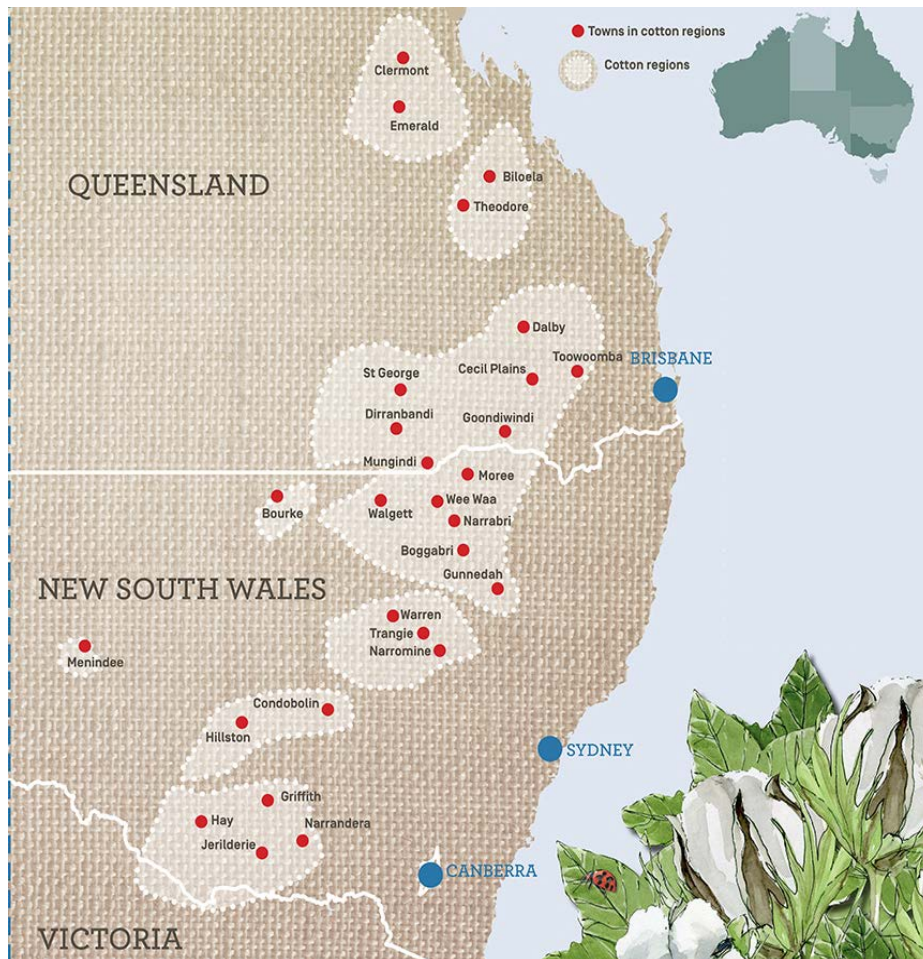 Towns in cotton regions
Cotton regions
Clermont
Emerald
QUEENSLAND
Biloela
Theodore
Dalby
Toowoomba
BRISBANE
St George
Cecil Plains
Dirranbandi
Goondiwindi
Mungindi
Moree
Wee Waa
Walgett
Bourke
Narrabri
Boggabri
Gunnedah
NEW SOUTH WALES
Warren
Trangie
Narromine
Menindee
Condobolin
Hillston
SYDNEY
Griffith
Hay
Narrandera
Jerilderie
CANBERRA
VICTORIA